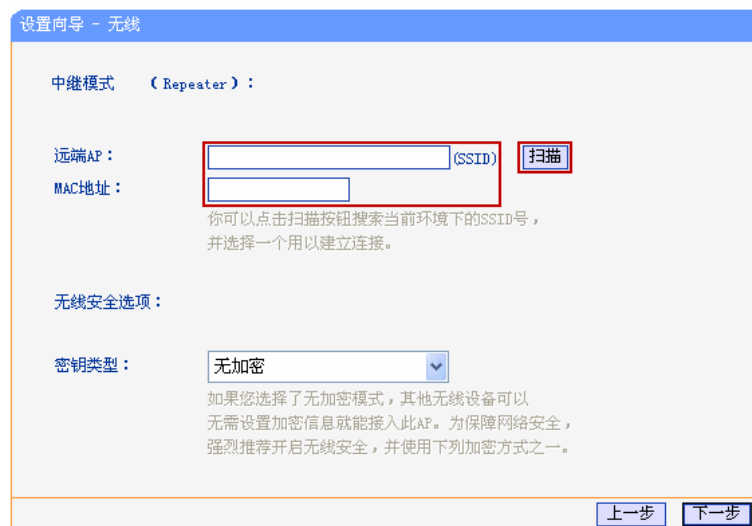 设置向导 - 无线
中继模式 （Repeater）：
远端AP： (SSID) 扫描
MAC地址：
你可以点击扫描按钮搜索当前环境下的SSID号，
并选择一个用以建立连接。
无线安全选项：
密钥类型： 无加密
如果您选择了无加密模式，其他无线设备可以
无需设置加密信息就能接入此AP。为保障网络安全，
强烈推荐开启无线安全，并使用下列加密方式之一。
上一步 下一步